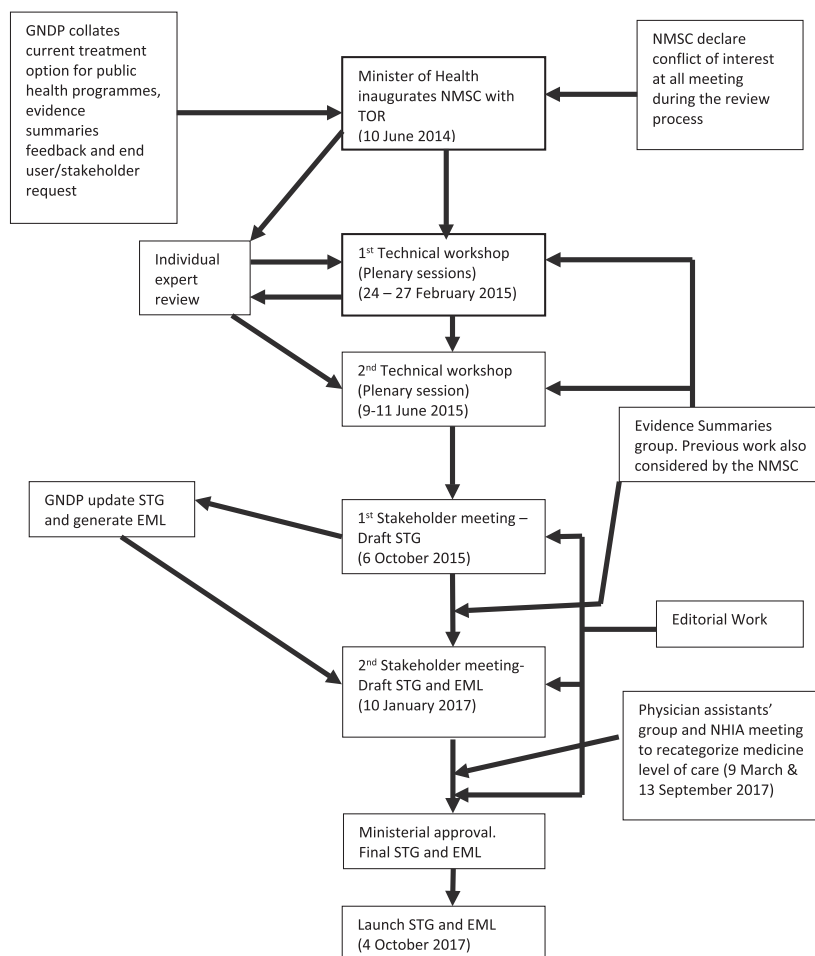 GNDP collates
current treatment
option for public
health programmes,
evidence
summaries
feedback and end
user/stakeholder
request
Minister of Health
inaugurates NMSC with
TOR
(10 June 2014)
NMSC declare
conflict of interest
at all meeting
during the review
process
Individual
expert
review
1st Technical workshop
(Plenary sessions)
(24 – 27 February 2015)
2nd Technical workshop
(Plenary session)
(9-11 June 2015)
Evidence Summaries
group. Previous work also
considered by the NMSC
GNDP update STG
and generate EML
1st Stakeholder meeting –
Draft STG
(6 October 2015)
Editorial Work
2nd Stakeholder meeting-
Draft STG and EML
(10 January 2017)
Physician assistants'
group and NHIA meeting
to recategorize medicine
level of care (9 March &
13 September 2017)
Ministerial approval.
Final STG and EML
Launch STG and EML
(4 October 2017)